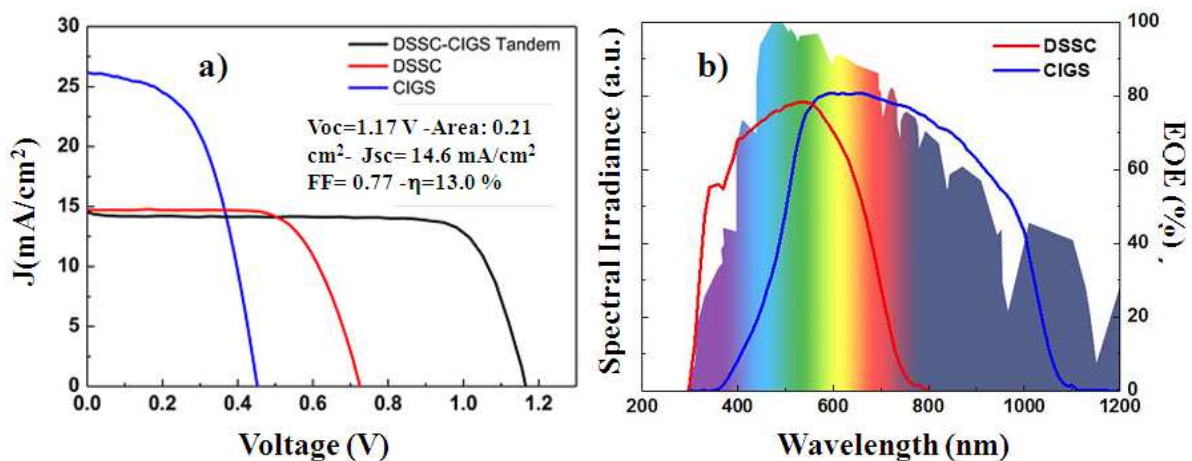 a)
DSSC-CIGS Tandem
DSSC
CIGS
Voc=1.17 V -Area: 0.21
cm²- Jsc= 14.6 mA/cm²
FF= 0.77 -η=13.0 %
J(mA/cm²)
30
25
20
15
10
5
0
0.0 0.2 0.4 0.6 0.8 1.0 1.2
Voltage (V)
b)
DSSC
CIGS
Spectral Irradiance (a.u.)
100
80
60
40
20
0
EQE (%),
200 400 600 800 1000 1200
Wavelength (nm)